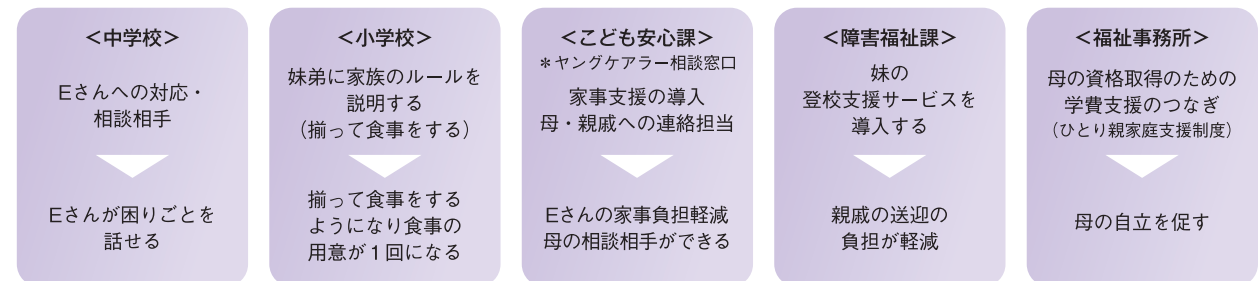 ＜中学校＞
Eさんへの対応・
相談相手
Eさんが困りごとを
話せる
＜小学校＞
妹弟に家族のルールを
説明する
（揃って食事をする）
揃って食事をする
ようになり食事の
用意が1回になる
＜こども安心課＞
＊ヤングケアラー相談窓口
家事支援の導入
母・親戚への連絡担当
Eさんの家事負担軽減
母の相談相手ができる
＜障害福祉課＞
妹の
登校支援サービスを
導入する
親戚の送迎の
負担が軽減
＜福祉事務所＞
母の資格取得のための
学費支援のつなぎ
（ひとり親家庭支援制度）
母の自立を促す